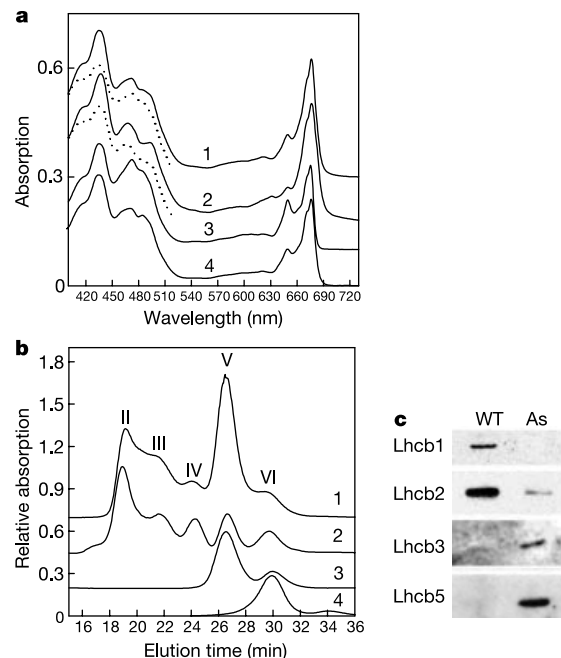 a
Absorption
0.6
0.3
0
1
2
3
4
420 450 480 510 540 570 600 630 660 690 720
Wavelength (nm)
b
Relative absorption
1.8
1.5
1.2
0.9
0.6
0.3
0
II
III
IV
V
VI
1
2
3
4
16 18 20 22 24 26 28 30 32 34 36
Elution time (min)
c
WT As
Lhcb1
Lhcb2
Lhcb3
Lhcb5